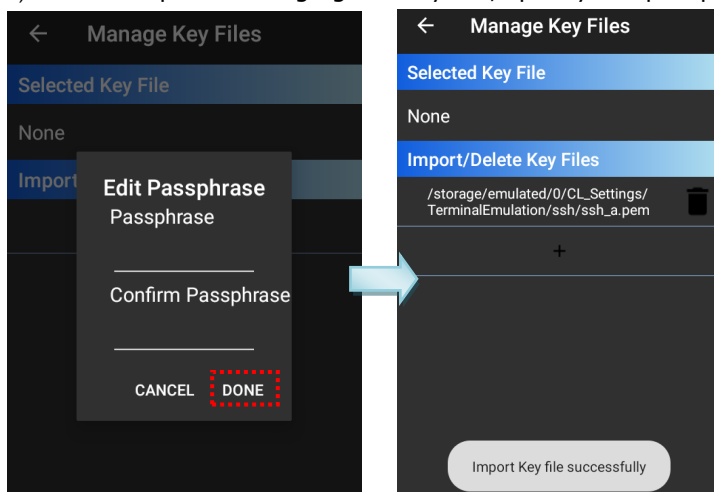 Manage Key Files
Selected Key File
None
Import
Edit Passphrase
Passphrase
Confirm Passphrase
CANCEL DONE
Manage Key Files
Selected Key File
None
Import/Delete Key Files
/storage/emulated/0/CL_Settings/
TerminalEmulation/ssh/ssh_a.pem
+
Import Key file successfully